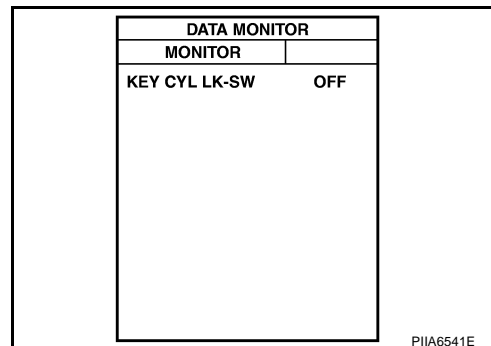 DATA MONITOR
MONITOR
KEY CYL LK-SW OFF
PIIA6541E